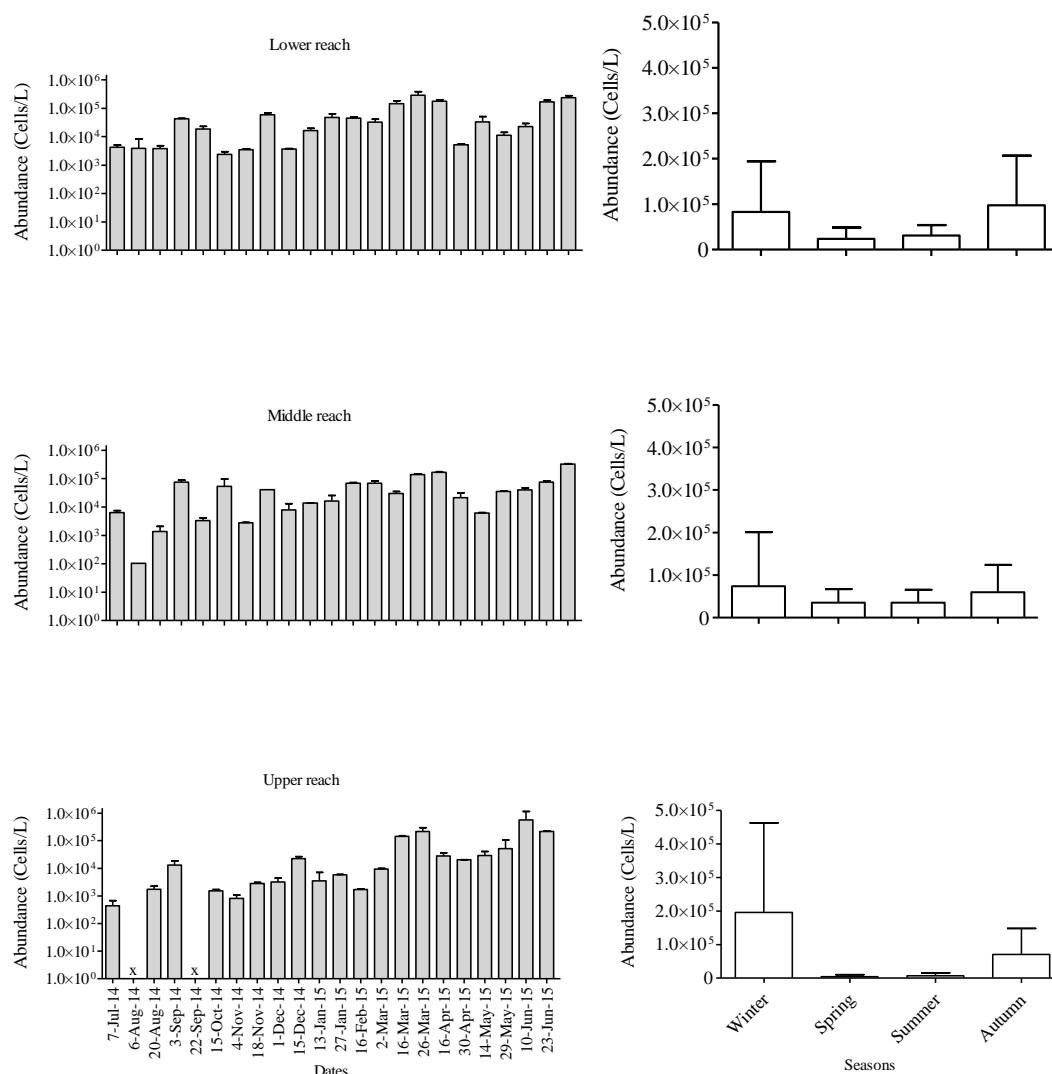 Lower reach
Abundance (Cells/L)
1.0×10⁶
1.0×10⁵
1.0×10⁴
1.0×10³
1.0×10²
1.0×10¹
1.0×10⁰
Abundance (Cells/L)
5.0×10⁵
4.0×10⁵
3.0×10⁵
2.0×10⁵
1.0×10⁵
0
Middle reach
Abundance (Cells/L)
1.0×10⁶
1.0×10⁵
1.0×10⁴
1.0×10³
1.0×10²
1.0×10¹
1.0×10⁰
Abundance (Cells/L)
5.0×10⁵
4.0×10⁵
3.0×10⁵
2.0×10⁵
1.0×10⁵
0
Upper reach
Abundance (Cells/L)
1.0×10⁶
1.0×10⁵
1.0×10⁴
1.0×10³
1.0×10²
1.0×10¹
1.0×10⁰
x
x
7-Jul-14
6-Aug-14
20-Aug-14
3-Sep-14
22-Sep-14
15-Oct-14
4-Nov-14
18-Nov-14
1-Dec-14
15-Dec-14
13-Jan-15
27-Jan-15
16-Feb-15
2-Mar-15
16-Mar-15
26-Mar-15
16-Apr-15
30-Apr-15
14-May-15
29-May-15
10-Jun-15
23-Jun-15
Dates
Abundance (Cells/L)
5.0×10⁵
4.0×10⁵
3.0×10⁵
2.0×10⁵
1.0×10⁵
0
Winter
Spring
Summer
Autumn
Seasons